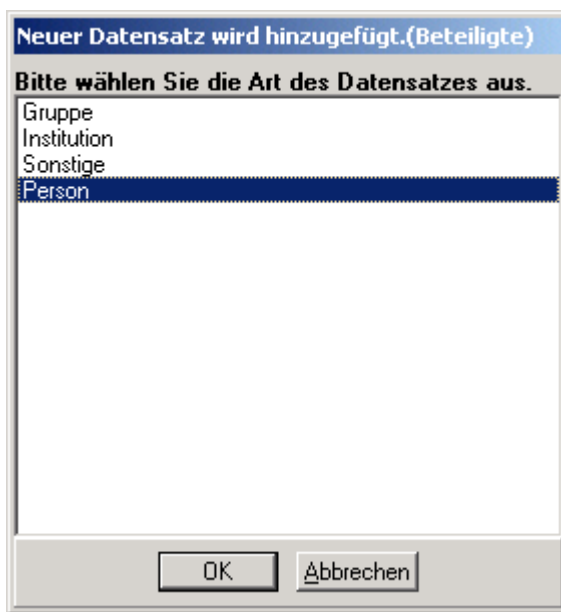 Neuer Datensatz wird hinzugefügt.(Beteiligte)
Bitte wählen Sie die Art des Datensatzes aus.
Gruppe
Institution
Sonstige
Person
OK
Abbrechen